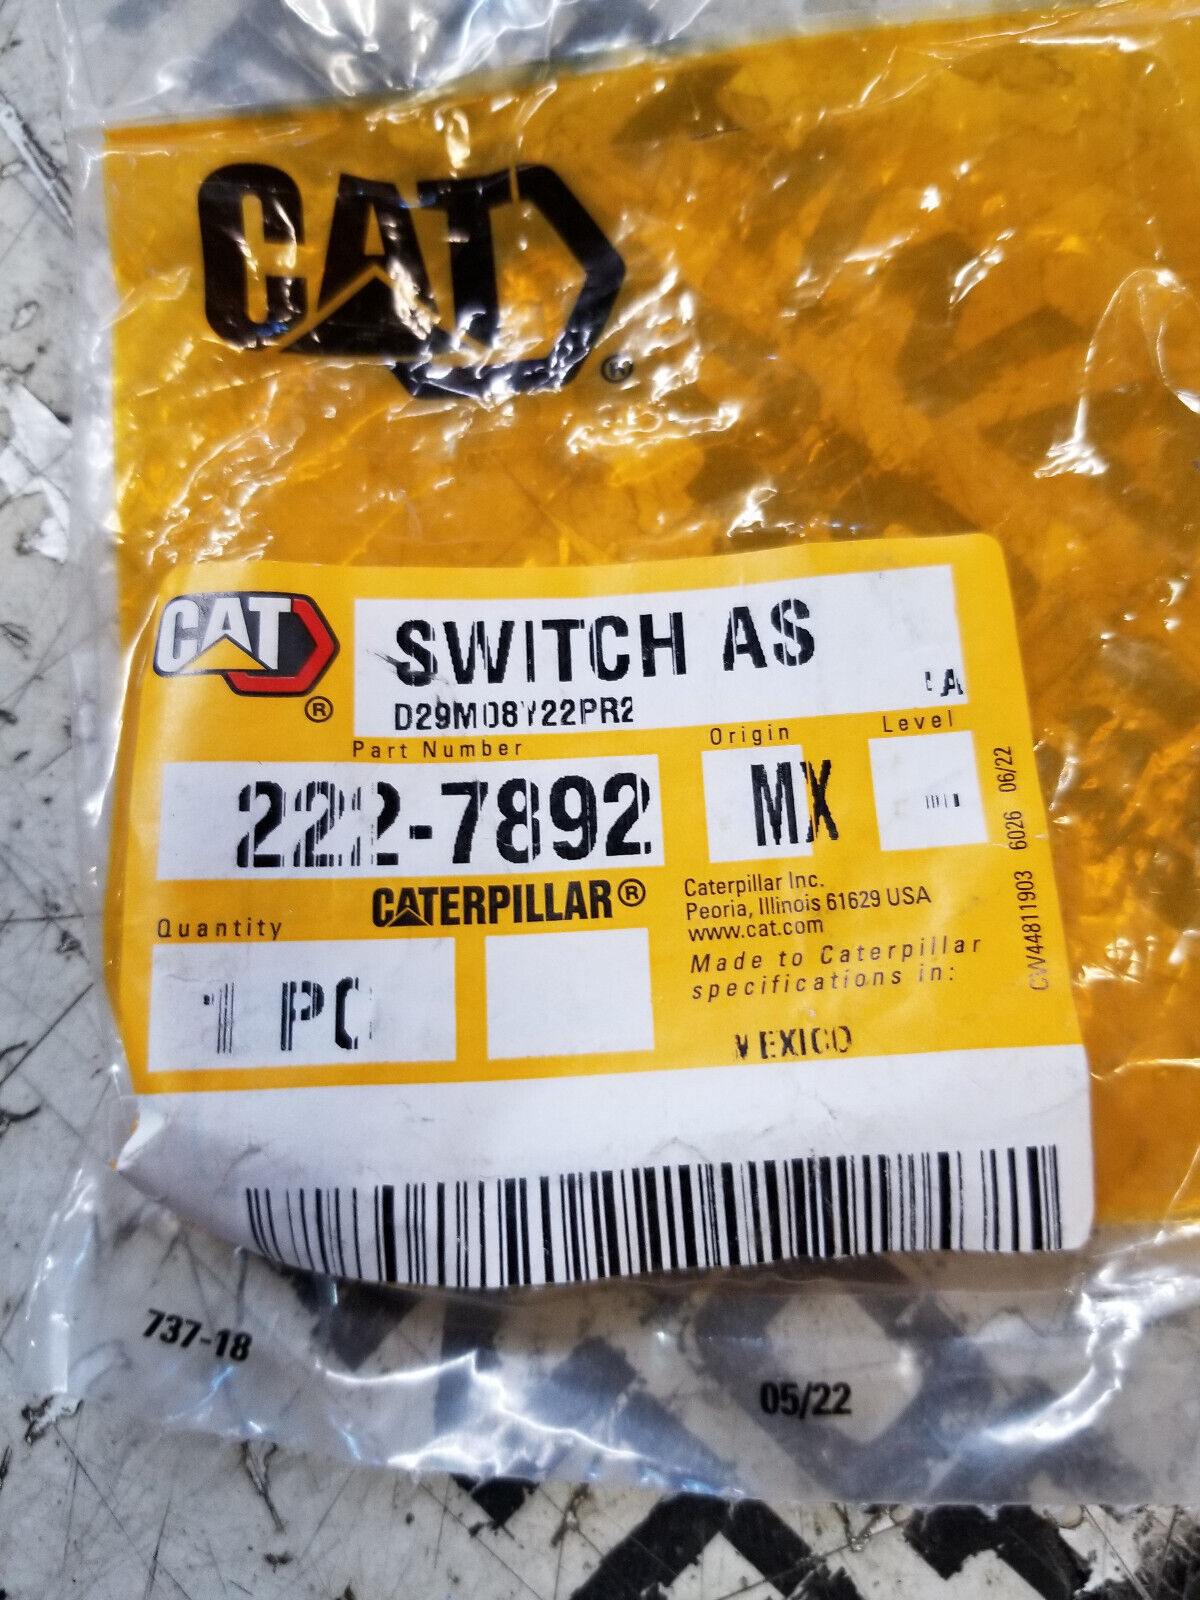 CAT
®
CAT
®
SWITCH AS
D29M08Y22PR2
Part Number
Origin
Level
222-7892
MX
CATERPILLAR®
Quantity
1 PC
Caterpillar Inc.
Peoria, Illinois 61629 USA
www.cat.com
Made to Caterpillar
specifications in:
MEXICO
CW44811903 6026 06/22
737-18
05/22